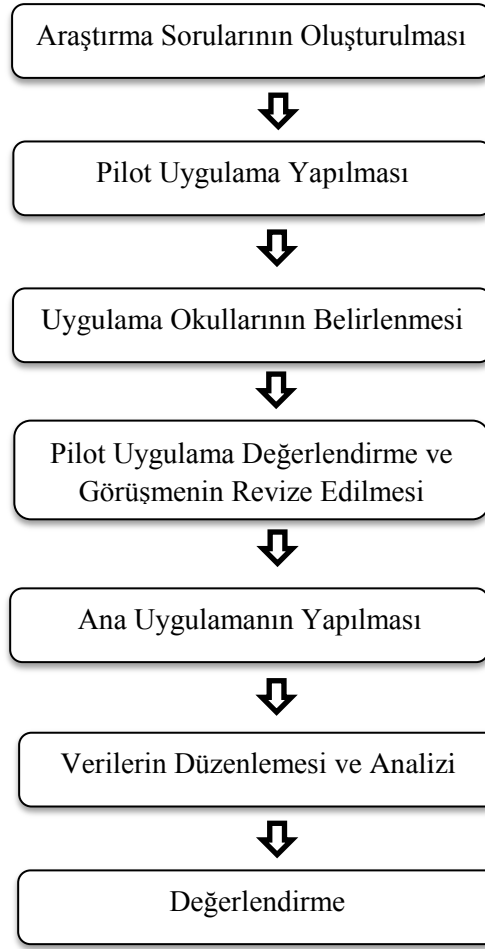 Araştırma Sorularının Oluşturulması
Pilot Uygulama Yapılması
Uygulama Okullarının Belirlenmesi
Pilot Uygulama Değerlendirme ve
Görüşmenin Revize Edilmesi
Ana Uygulamanın Yapılması
Verilerin Düzenlemesi ve Analizi
Değerlendirme